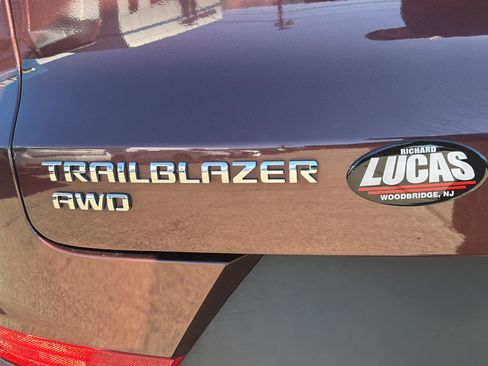 TRAILBLAZER
AWD
RICHARD
LUCAS
WOODBRIDGE, NJ